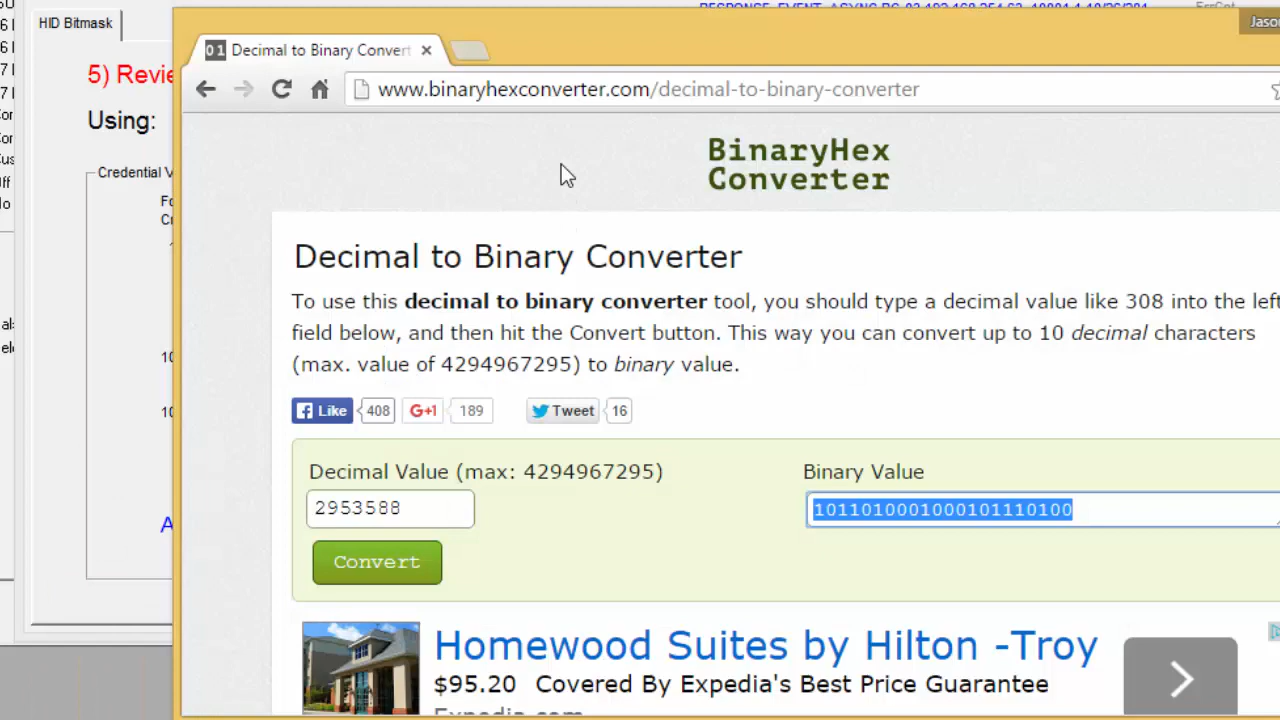 HID Bitmask
5) Revie
Using:
Credential V
Jason
01 Decimal to Binary Convert
www.binaryhexconverter.com/decimal-to-binary-converter
BinaryHex
Converter
Decimal to Binary Converter
To use this decimal to binary converter tool, you should type a decimal value like 308 into the left
field below, and then hit the Convert button. This way you can convert up to 10 decimal characters
(max. value of 4294967295) to binary value.
Like 408 G+1 189 Tweet 16
Decimal Value (max: 4294967295) Binary Value
2953588 1011010001000101110100
Convert
Homewood Suites by Hilton -Troy
$95.20 Covered By Expedia's Best Price Guarantee
Expedia.com